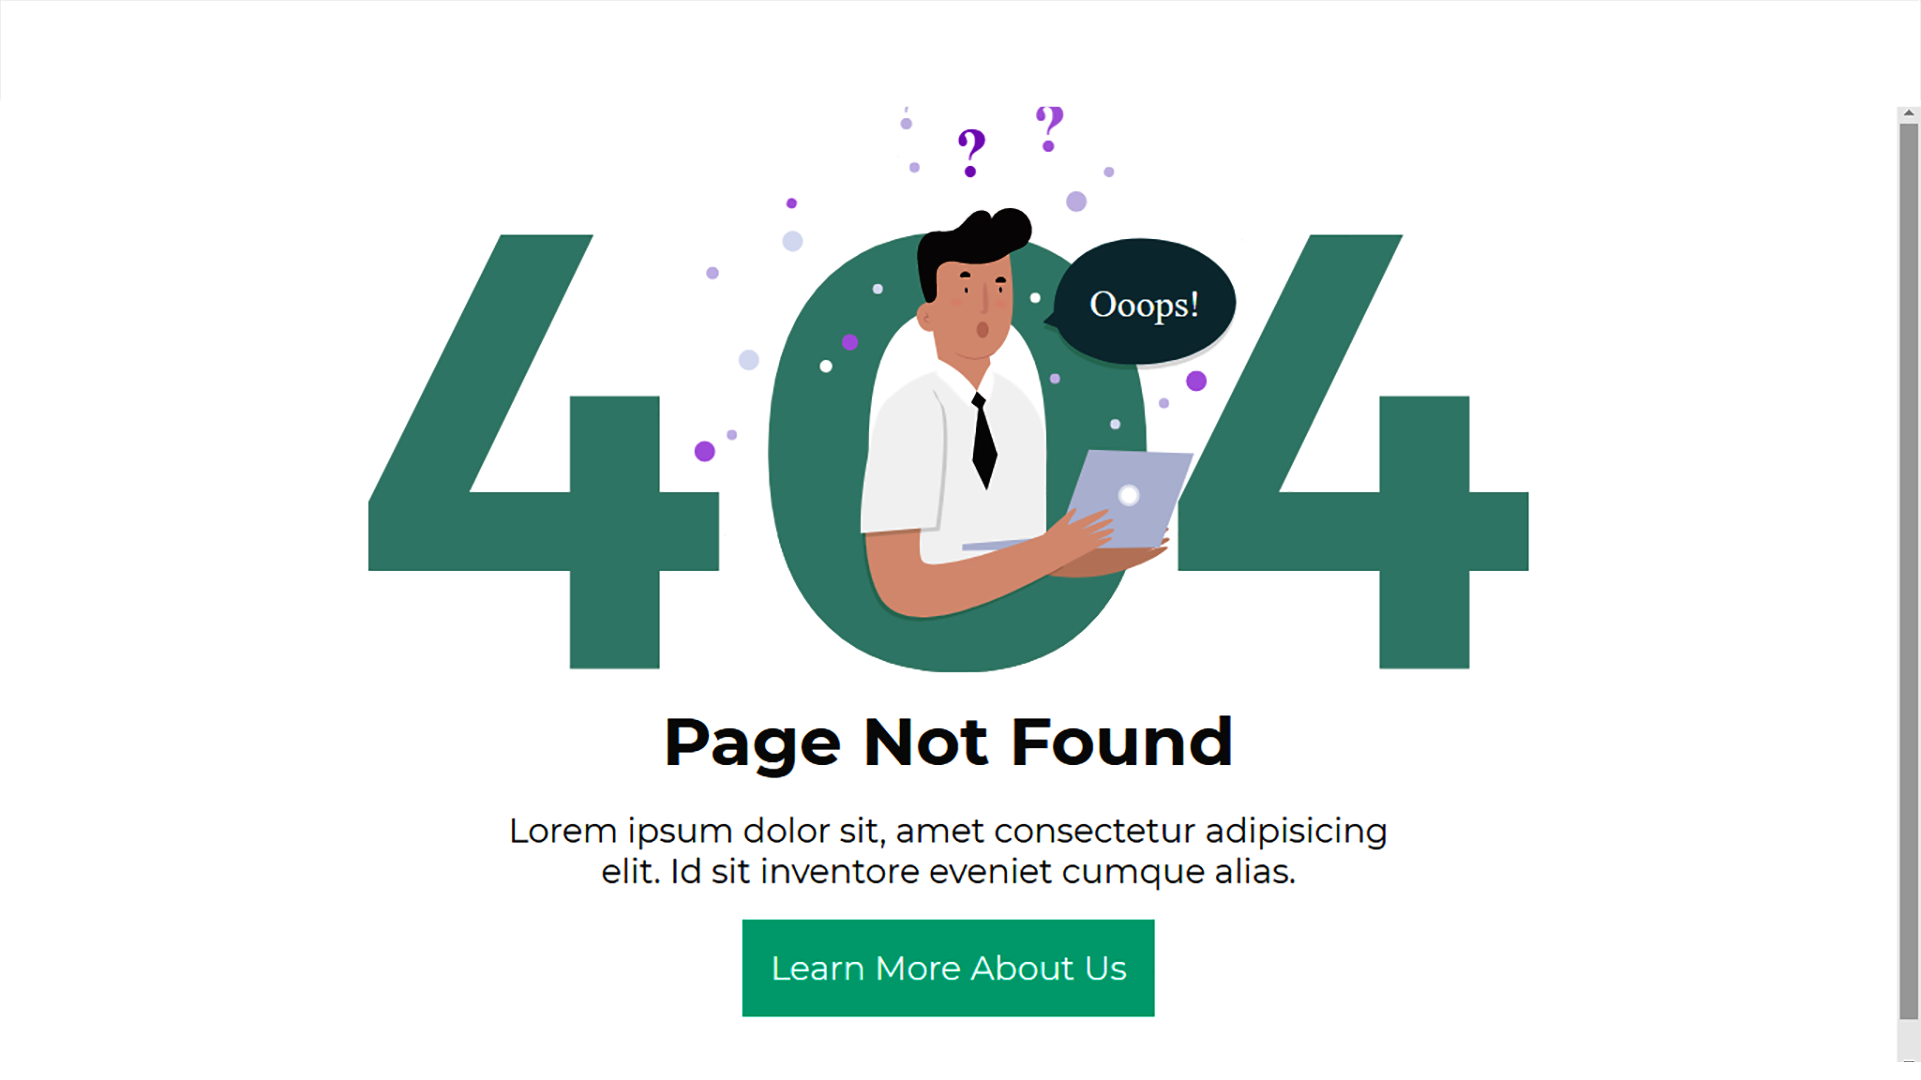 ? ?
404
Ooops!
Page Not Found
Lorem ipsum dolor sit, amet consectetur adipisicing
elit. Id sit inventore eveniet cumque alias.
Learn More About Us